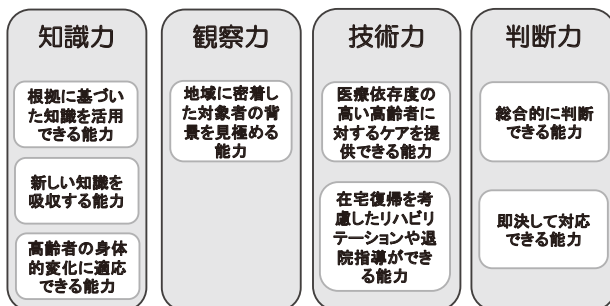 知識力
根拠に基づい
た知識を活用
できる能力
新しい知識を
吸収する能力
高齢者の身体
的変化に適応
できる能力
観察力
地域に密着し
た対象者の背
景を見極める
能力
技術力
医療依存度の
高い高齢者に
対するケアを提
供できる能力
在宅復帰を考
慮したリハビリ
テーションや退
院指導ができ
る能力
判断力
総合的に判断
できる能力
即決して対応
できる能力